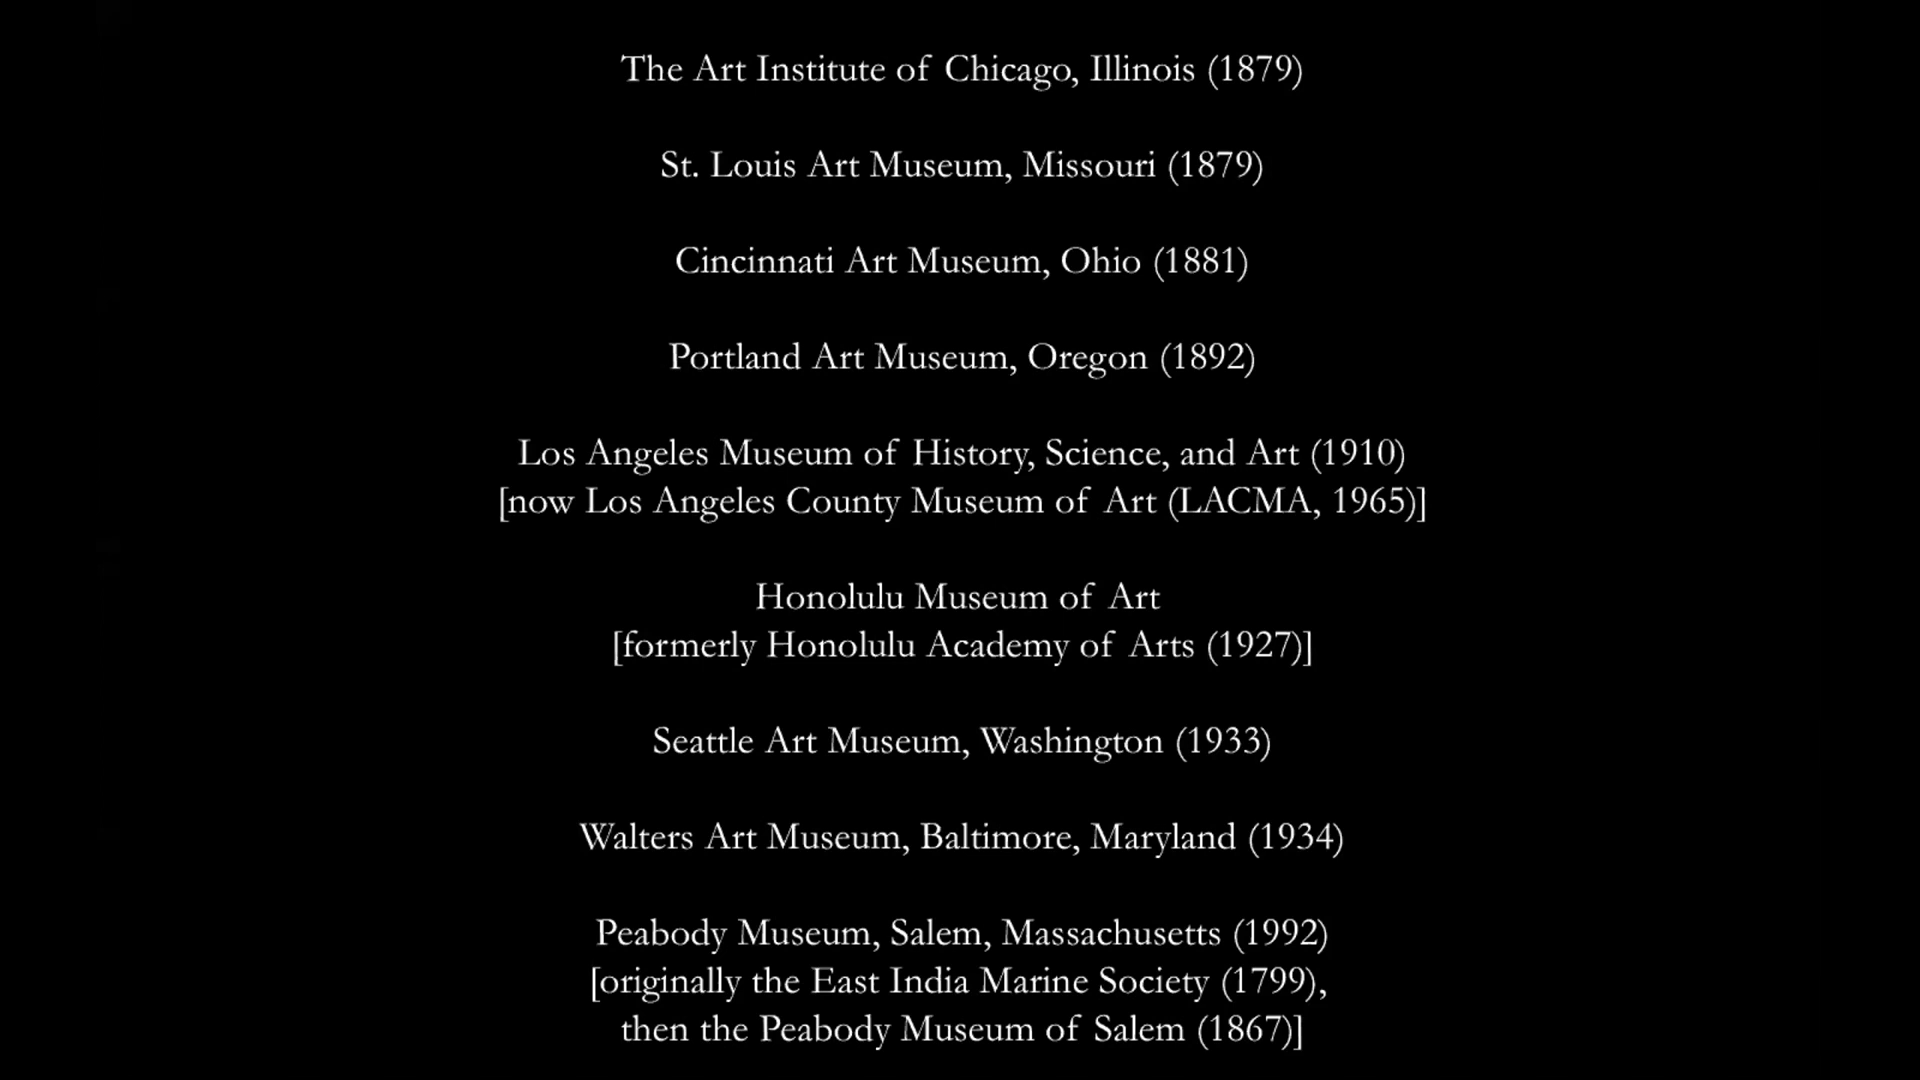 The Art Institute of Chicago, Illinois (1879)
St. Louis Art Museum, Missouri (1879)
Cincinnati Art Museum, Ohio (1881)
Portland Art Museum, Oregon (1892)
Los Angeles Museum of History, Science, and Art (1910)
[now Los Angeles County Museum of Art (LACMA, 1965)]
Honolulu Museum of Art
[formerly Honolulu Academy of Arts (1927)]
Seattle Art Museum, Washington (1933)
Walters Art Museum, Baltimore, Maryland (1934)
Peabody Museum, Salem, Massachusetts (1992)
[originally the East India Marine Society (1799),
then the Peabody Museum of Salem (1867)]